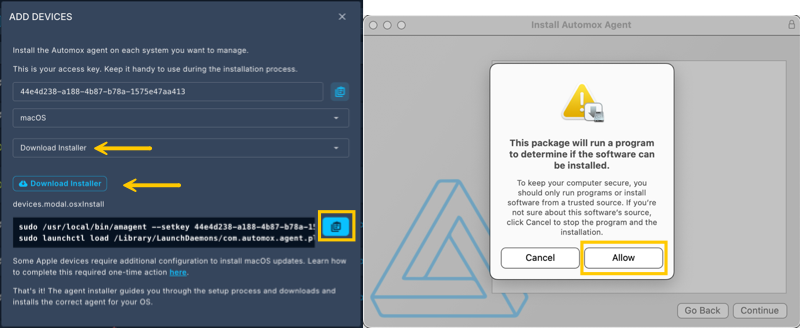 ADD DEVICES
Install the Automox agent on each system you want to manage.
This is your access key. Keep it handy to use during the installation process.
44e4d238-a188-4b87-b78a-1575e47aa413
macOS
Download Installer
Download Installer
devices.modal.osxInstall
sudo /usr/local/bin/amagent --setkey 44e4d238-a188-4b87-b78a-15
sudo launchctl load /Library/LaunchDaemons/com.automox.agent.pl
Some Apple devices require additional configuration to install macOS updates. Learn how
to complete this required one-time action here.
That's it! The agent installer guides you through the setup process and downloads and
installs the correct agent for your OS.
Install Automox Agent
This package will run a program
to determine if the software can
be installed.
To keep your computer secure, you
should only run programs or install
software from a trusted source. If you're
not sure about this software's source,
click Cancel to stop the program and the
installation.
Cancel
Allow
Go Back
Continue